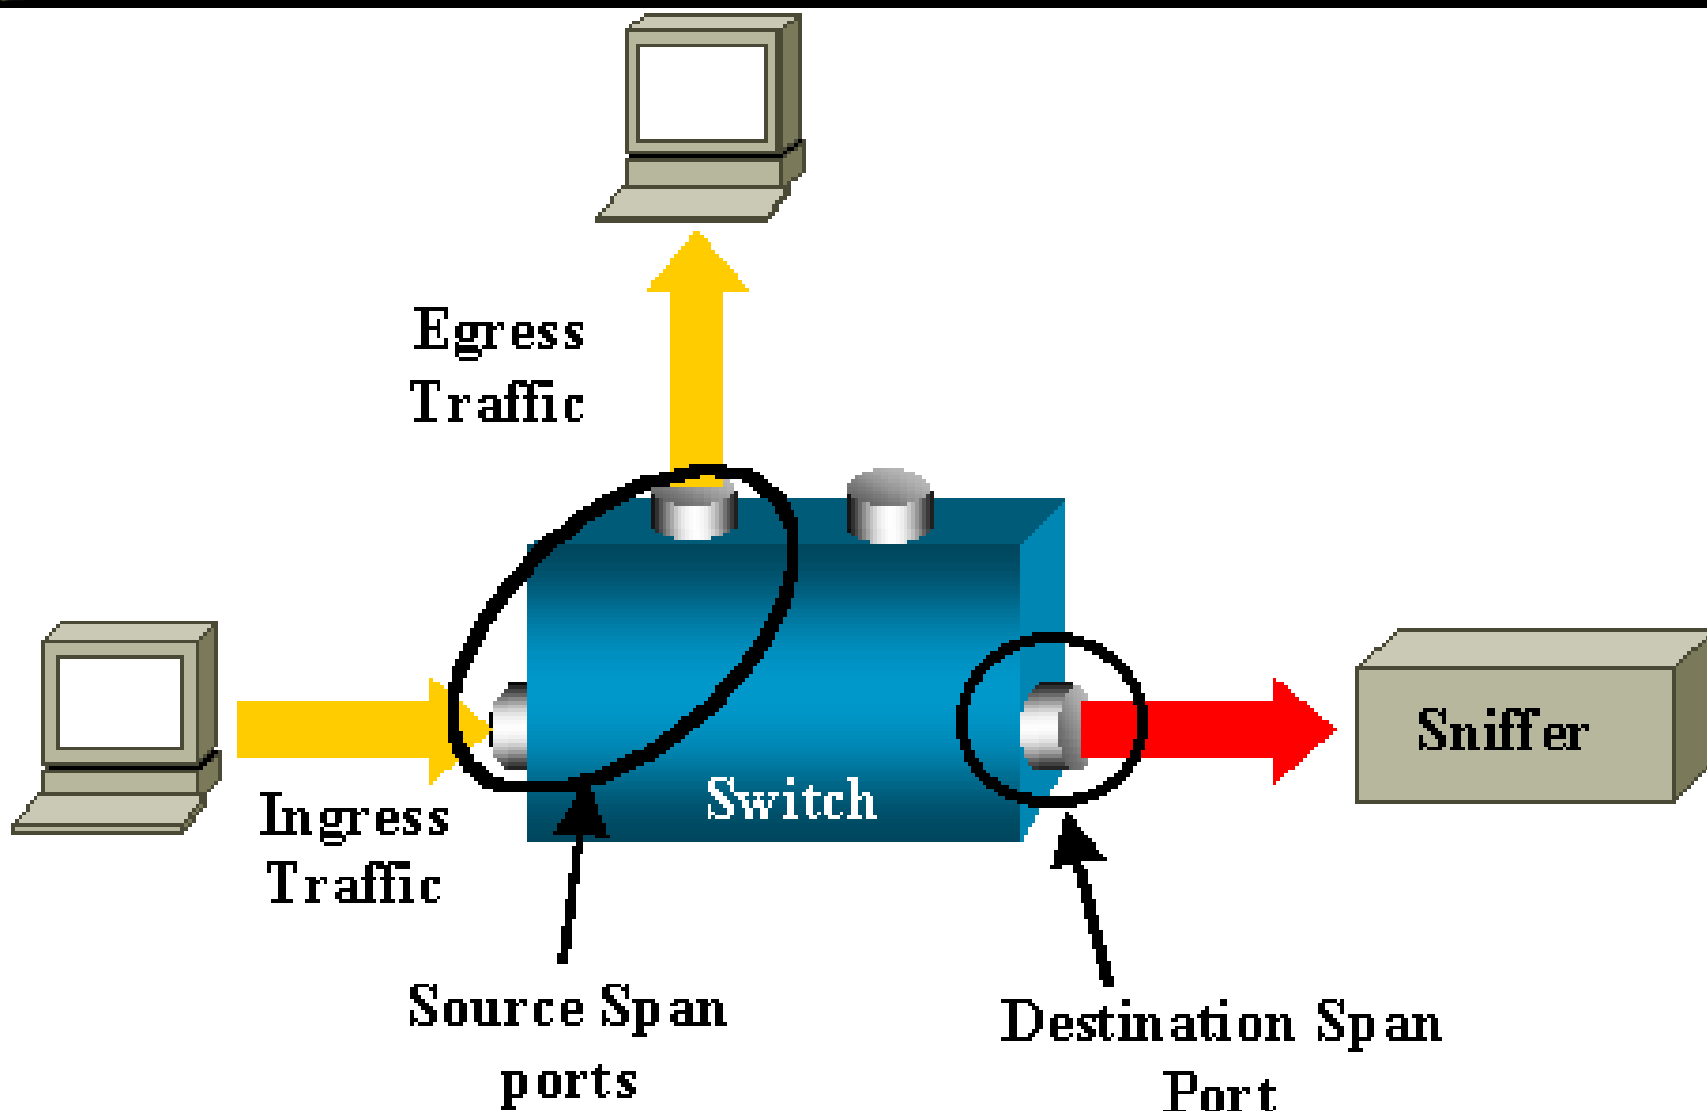 Egress
Traffic
Switch
Sniffer
Ingress
Traffic
Source Span
ports
Destination Span
Port